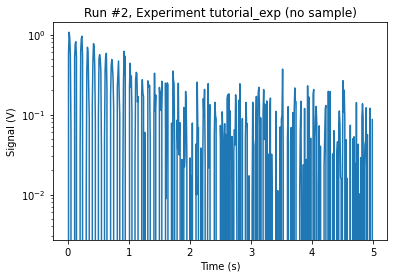 Run #2, Experiment tutorial_exp (no sample)
10⁰
10⁻¹
10⁻²
Signal (V)
0 1 2 3 4 5
Time (s)